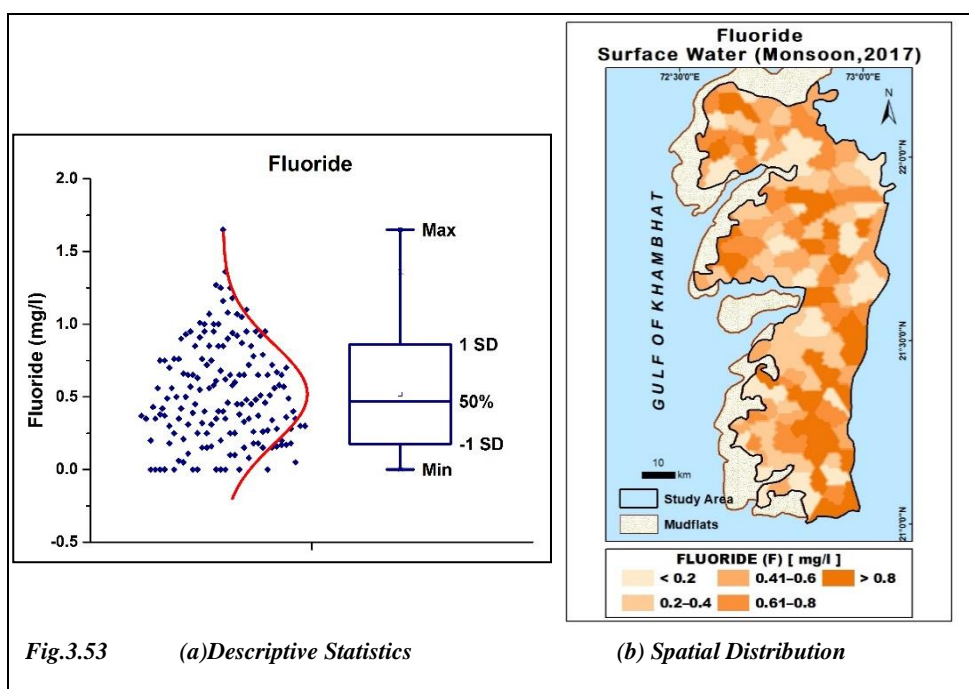 Fluoride
2.0
1.5
1.0
0.5
0.0
-0.5
Fluoride (mg/l)
Max
1 SD
50%
-1 SD
Min
Fluoride
Surface Water (Monsoon,2017)
72°30'0"E 73°0'0"E
N
22°0'0"N
21°30'0"N
21°0'0"N
GULF OF KHAMBHAT
10
km
Study Area
Mudflats
FLUORIDE (F) [ mg/l ]
< 0.2 0.41–0.6 > 0.8
0.2–0.4 0.61–0.8
Fig.3.53 (a)Descriptive Statistics (b) Spatial Distribution